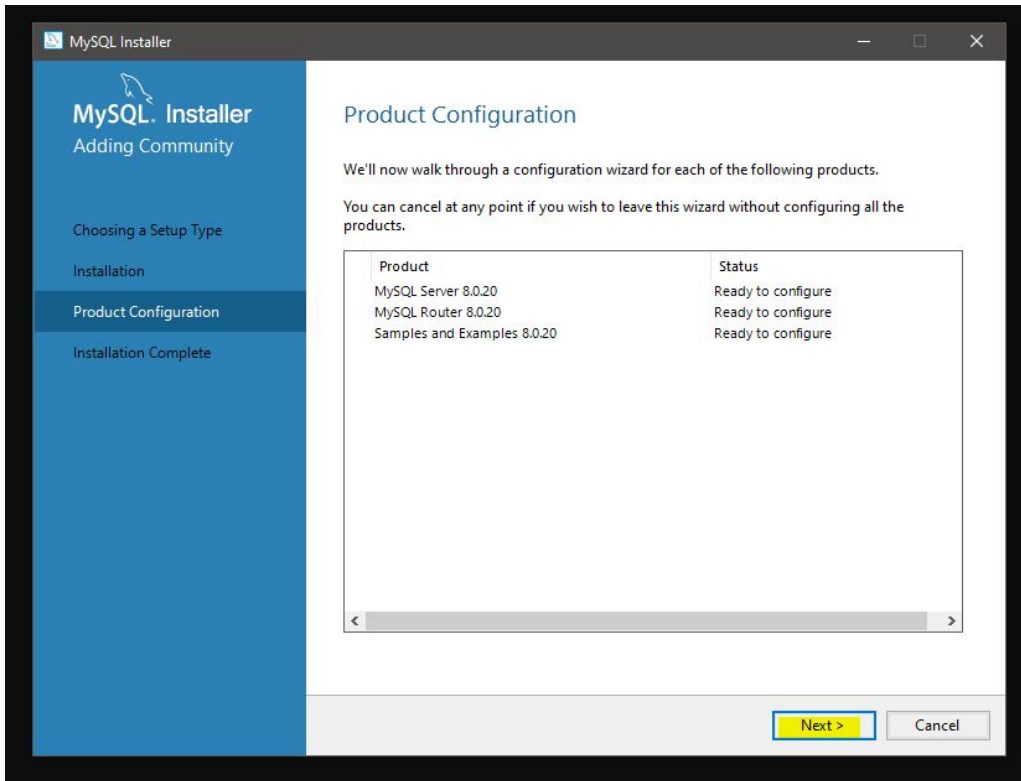 MySQL Installer
MySQL. Installer
Adding Community
Choosing a Setup Type
Installation
Product Configuration
Installation Complete
Product Configuration
We'll now walk through a configuration wizard for each of the following products.
You can cancel at any point if you wish to leave this wizard without configuring all the
products.
Product Status
MySQL Server 8.0.20 Ready to configure
MySQL Router 8.0.20 Ready to configure
Samples and Examples 8.0.20 Ready to configure
Next > Cancel